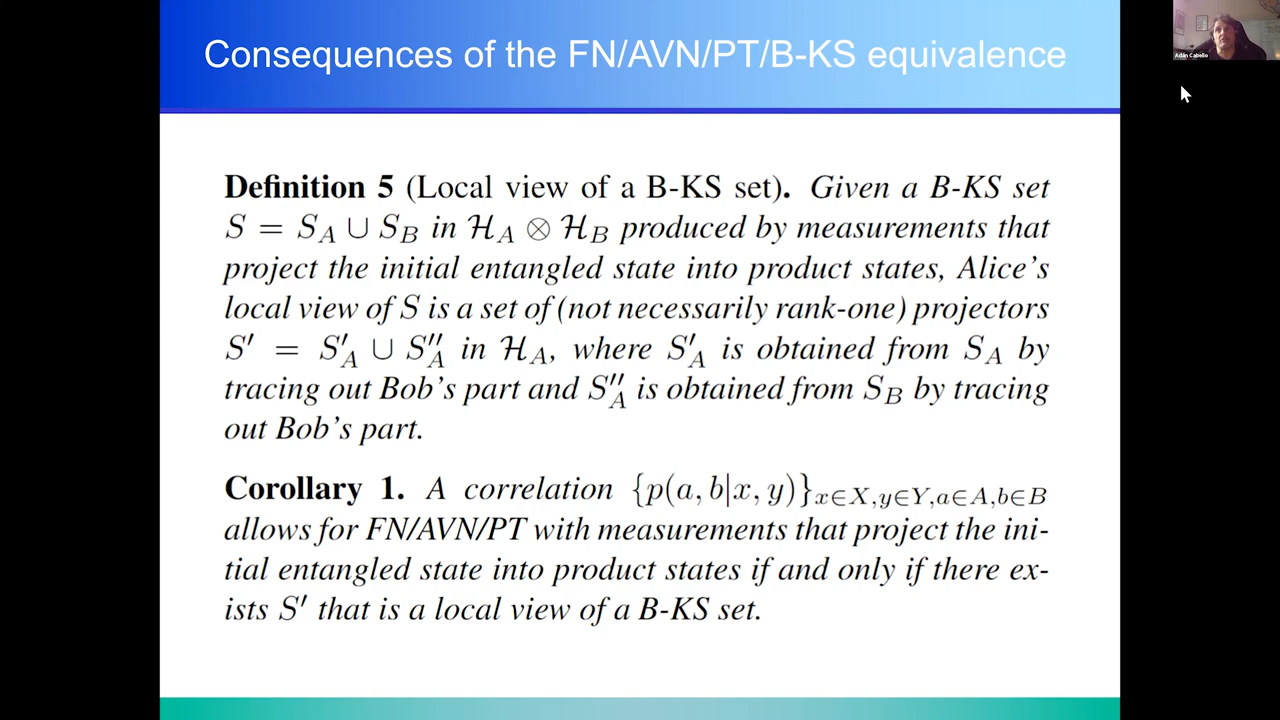 Consequences of the FN/AVN/PT/B-KS equivalence
Adán Cabello
Definition 5 (Local view of a B-KS set). Given a B-KS set
S = S_A ∪ S_B in ℋ_A ⊗ ℋ_B produced by measurements that
project the initial entangled state into product states, Alice's
local view of S is a set of (not necessarily rank-one) projectors
S′ = S′_A ∪ S″_A in ℋ_A, where S′_A is obtained from S_A by
tracing out Bob's part and S″_A is obtained from S_B by tracing
out Bob's part.
Corollary 1. A correlation {p(a, b|x, y)}_{x∈X,y∈Y,a∈A,b∈B}
allows for FN/AVN/PT with measurements that project the ini-
tial entangled state into product states if and only if there ex-
ists S′ that is a local view of a B-KS set.